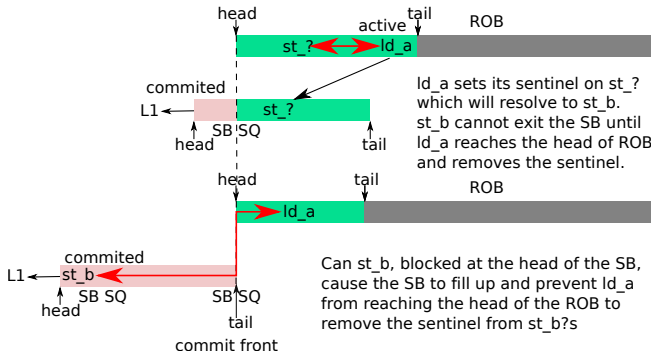 head
tail
active
ROB
st_?
ld_a
commited
L1
st_?
SB SQ
head
tail
ld_a sets its sentinel on st_?
which will resolve to st_b.
st_b cannot exit the SB until
ld_a reaches the head of ROB
and removes the sentinel.
head
tail
ROB
ld_a
commited
L1
st_b
SB SQ
SB SQ
head
tail
commit front
Can st_b, blocked at the head of the SB,
cause the SB to fill up and prevent ld_a
from reaching the head of the ROB to
remove the sentinel from st_b?s